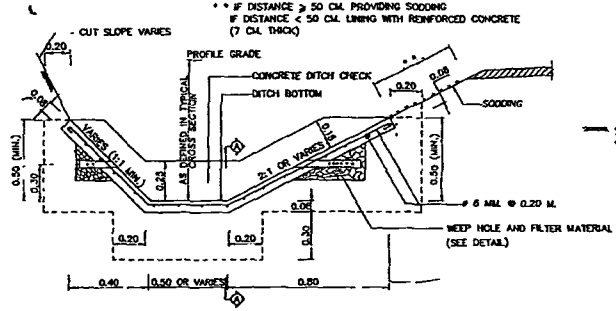 * * IF DISTANCE ⩾ 50 CM. PROVIDING SODDING
IF DISTANCE < 50 CM. LINING WITH REINFORCED CONCRETE
(7 CM. THICK)
- CUT SLOPE VARIES
0.20
PROFILE GRADE
CONCRETE DITCH CHECK
DITCH BOTTOM
* *
0.08
0.20
SODDING
0.08
AS DEFINED IN TYPICAL
CROSS SECTION
A
0.15
VARIES (1:1 MIN.)
2:1 OR VARIES
0.50 (MIN.)
0.30
0.25
0.50 (MIN.)
0.08
0.30
6 MM. @ 0.20 M.
WEEP HOLE AND FILTER MATERIAL
(SEE DETAIL)
0.20
0.20
0.40
0.50 OR VARIES
0.80
A